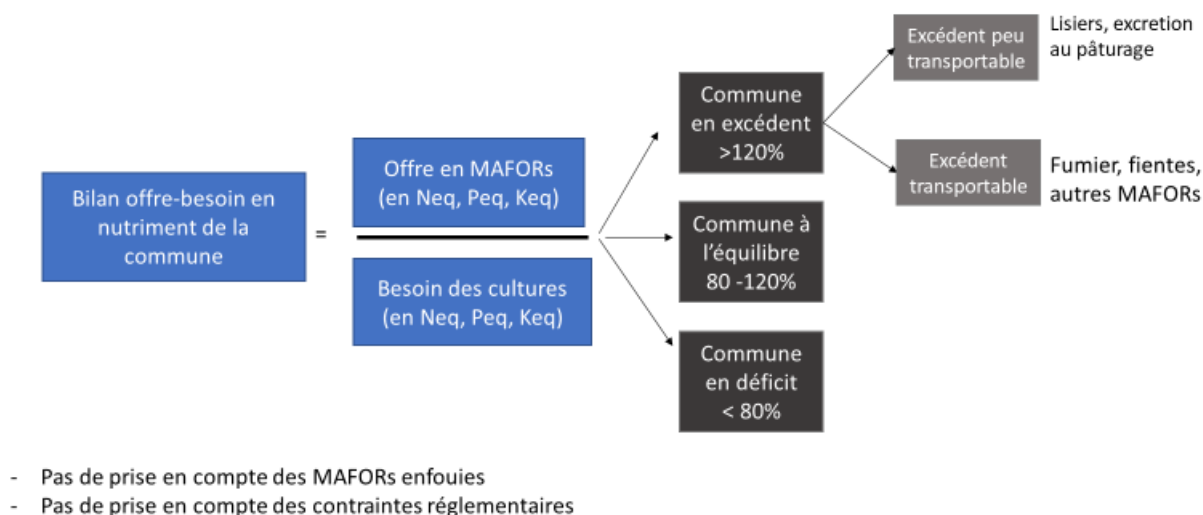 Bilan offre-besoin en
nutriment de la
commune
=
Offre en MAFORs
(en Neq, Peq, Keq)
Besoin des cultures
(en Neq, Peq, Keq)
Commune
en excédent
>120%
Commune à
l'équilibre
80 -120%
Commune
en déficit
< 80%
Excédent peu
transportable
Lisiers, excretion
au pâturage
Excédent
transportable
Fumier, fientes,
autres MAFORs
- Pas de prise en compte des MAFORs enfouies
- Pas de prise en compte des contraintes réglementaires